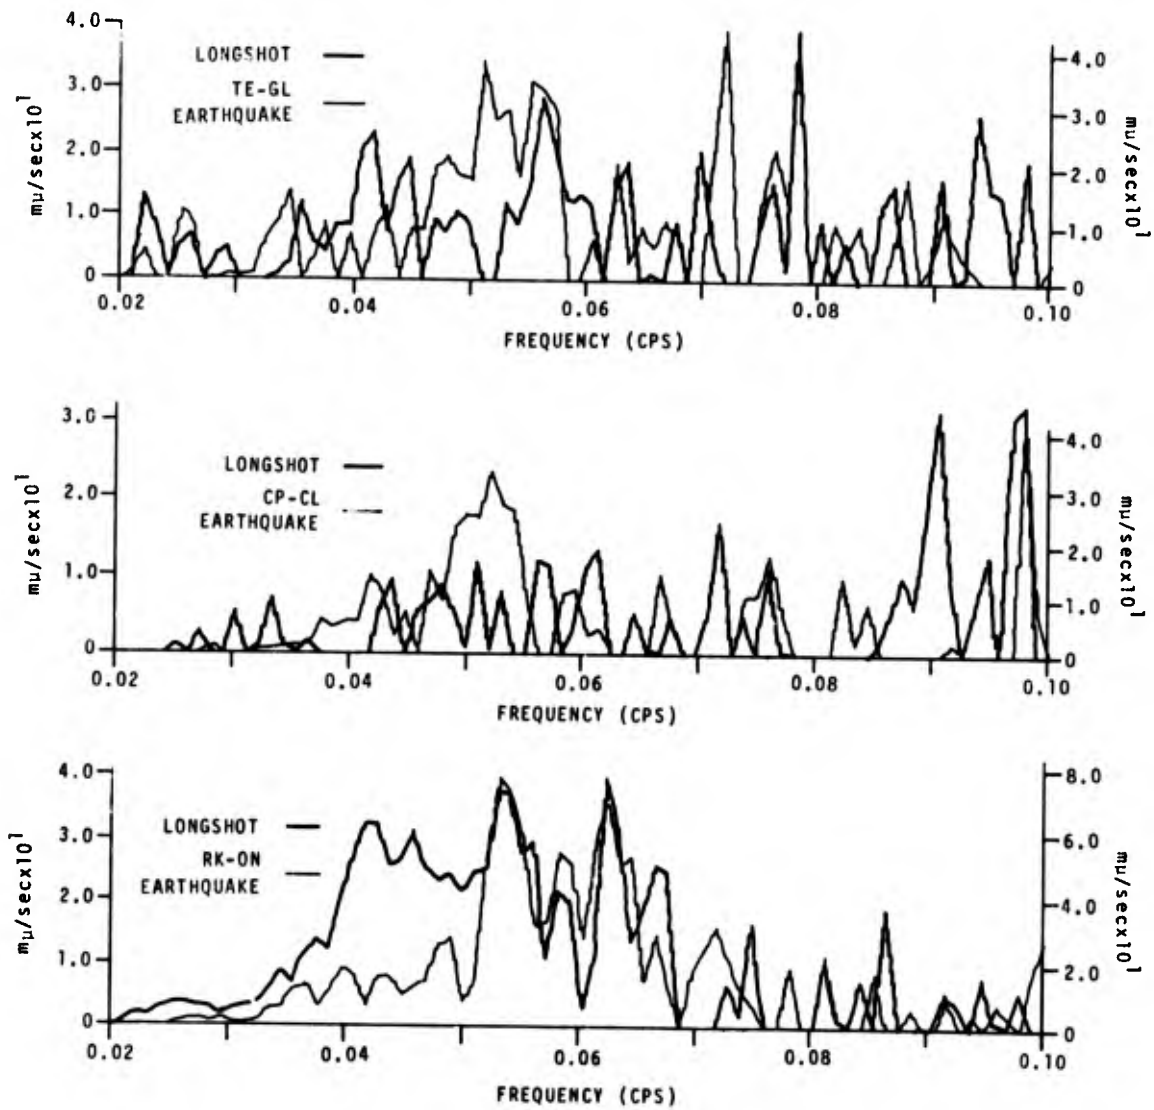 4.0
3.0
2.0
1.0
0
mμ/secx10¹
LONGSHOT
TE-GL
EARTHQUAKE
4.0
3.0
2.0
1.0
0
mμ/secx10¹
0.02 0.04 0.06 0.08 0.10
FREQUENCY (CPS)
3.0
2.0
1.0
0
mμ/secx10¹
LONGSHOT
CP-CL
EARTHQUAKE
4.0
3.0
2.0
1.0
0
mμ/secx10¹
0.02 0.04 0.06 0.08 0.10
FREQUENCY (CPS)
4.0
3.0
2.0
1.0
0
mμ/secx10¹
LONGSHOT
RK-ON
EARTHQUAKE
8.0
6.0
4.0
2.0
0
mμ/secx10¹
0.02 0.04 0.06 0.08 0.10
FREQUENCY (CPS)